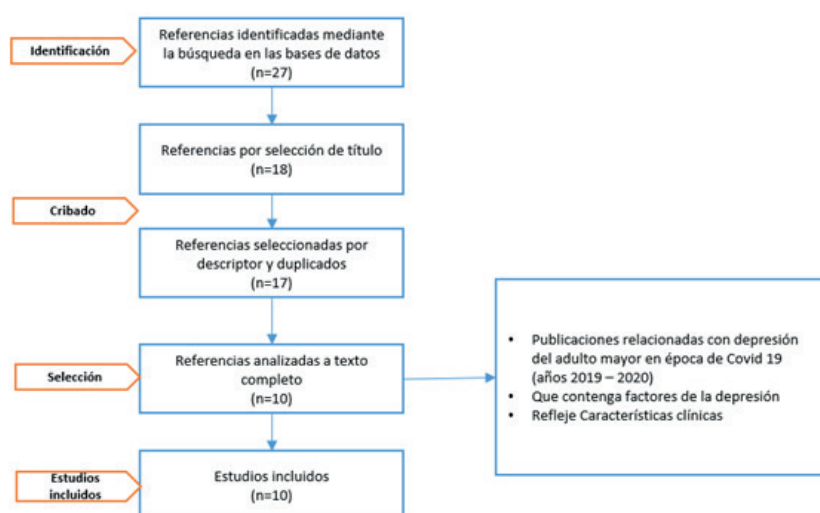 Identificación
Referencias identificadas mediante
la búsqueda en las bases de datos
(n=27)
Referencias por selección de título
(n=18)
Cribado
Referencias seleccionadas por
descriptor y duplicados
(n=17)
Selección
Referencias analizadas a texto
completo
(n=10)
• Publicaciones relacionadas con depresión
del adulto mayor en época de Covid 19
(años 2019 – 2020)
• Que contenga factores de la depresión
• Refleje Características clínicas
Estudios
incluidos
Estudios incluidos
(n=10)